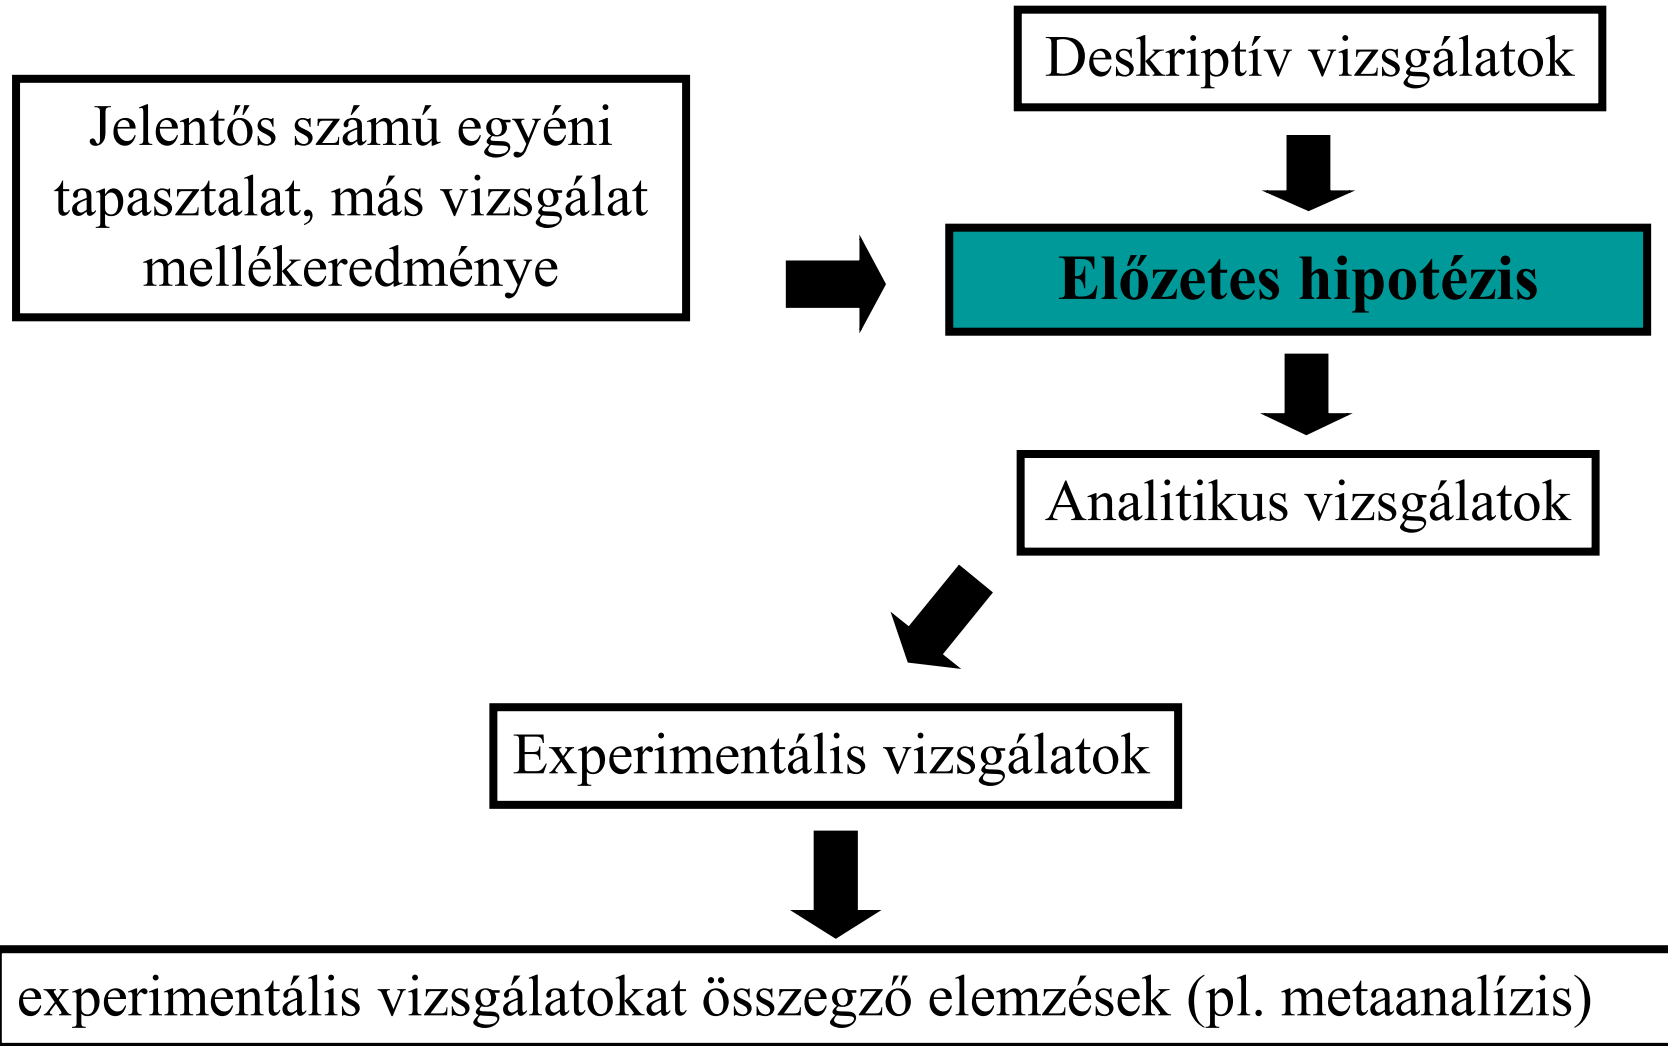 Deskriptív vizsgálatok
Jelentős számú egyéni
tapasztalat, más vizsgálat
mellékeredménye
Előzetes hipotézis
Analitikus vizsgálatok
Experimentális vizsgálatok
experimentális vizsgálatokat összegző elemzések (pl. metaanalízis)